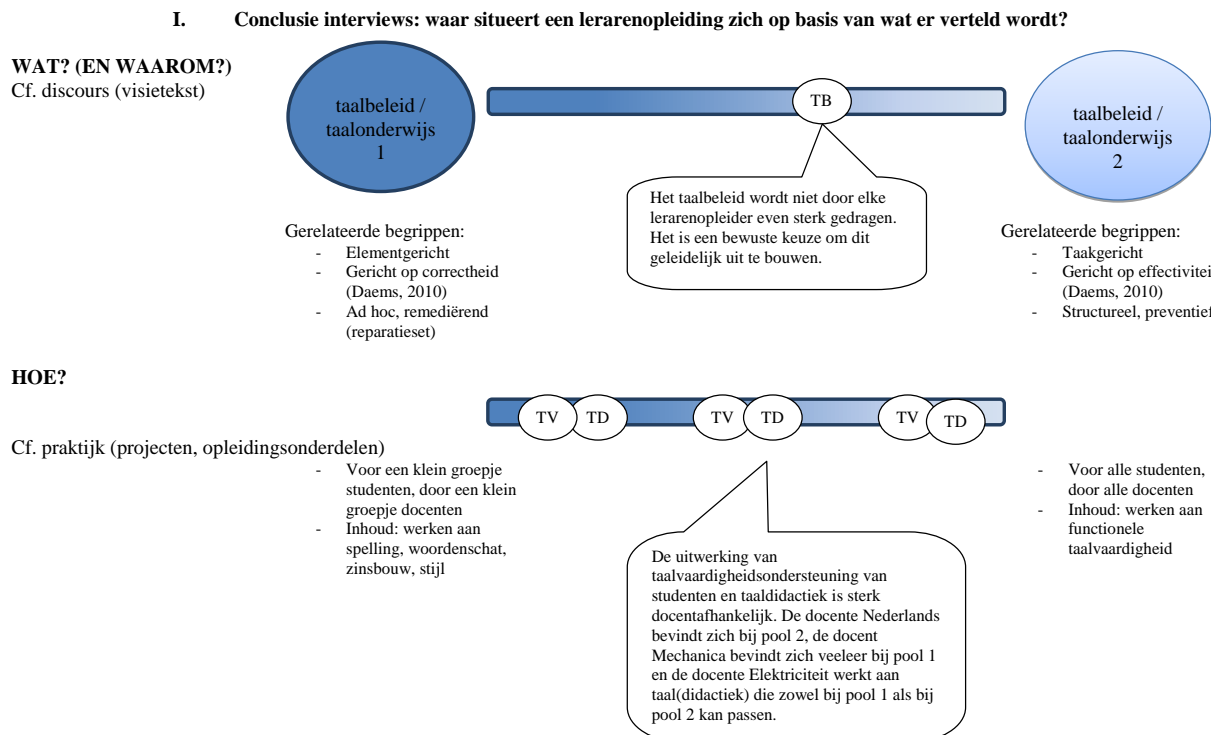 I. Conclusie interviews: waar situeert een lerarenopleiding zich op basis van wat er verteld wordt?
WAT? (EN WAAROM?)
Cf. discours (visietekst)
taalbeleid /
taalonderwijs
1
TB
taalbeleid /
taalonderwijs
2
Het taalbeleid wordt niet door elke
lerarenopleider even sterk gedragen.
Het is een bewuste keuze om dit
geleidelijk uit te bouwen.
Gerelateerde begrippen:
- Elementgericht
- Gericht op correctheid
(Daems, 2010)
- Ad hoc, remediërend
(reparatieset)
Gerelateerde begrippen:
- Taakgericht
- Gericht op effectivitei
(Daems, 2010)
- Structureel, preventief
HOE?
TV TD TV TD TV TD
Cf. praktijk (projecten, opleidingsonderdelen)
- Voor een klein groepje
studenten, door een klein
groepje docenten
- Inhoud: werken aan
spelling, woordenschat,
zinsbouw, stijl
De uitwerking van
taalvaardigheidsondersteuning van
studenten en taaldidactiek is sterk
docentafhankelijk. De docente Nederlands
bevindt zich bij pool 2, de docent
Mechanica bevindt zich veeleer bij pool 1
en de docente Elektriciteit werkt aan
taal(didactiek) die zowel bij pool 1 als bij
pool 2 kan passen.
- Voor alle studenten,
door alle docenten
- Inhoud: werken aan
functionele
taalvaardigheid